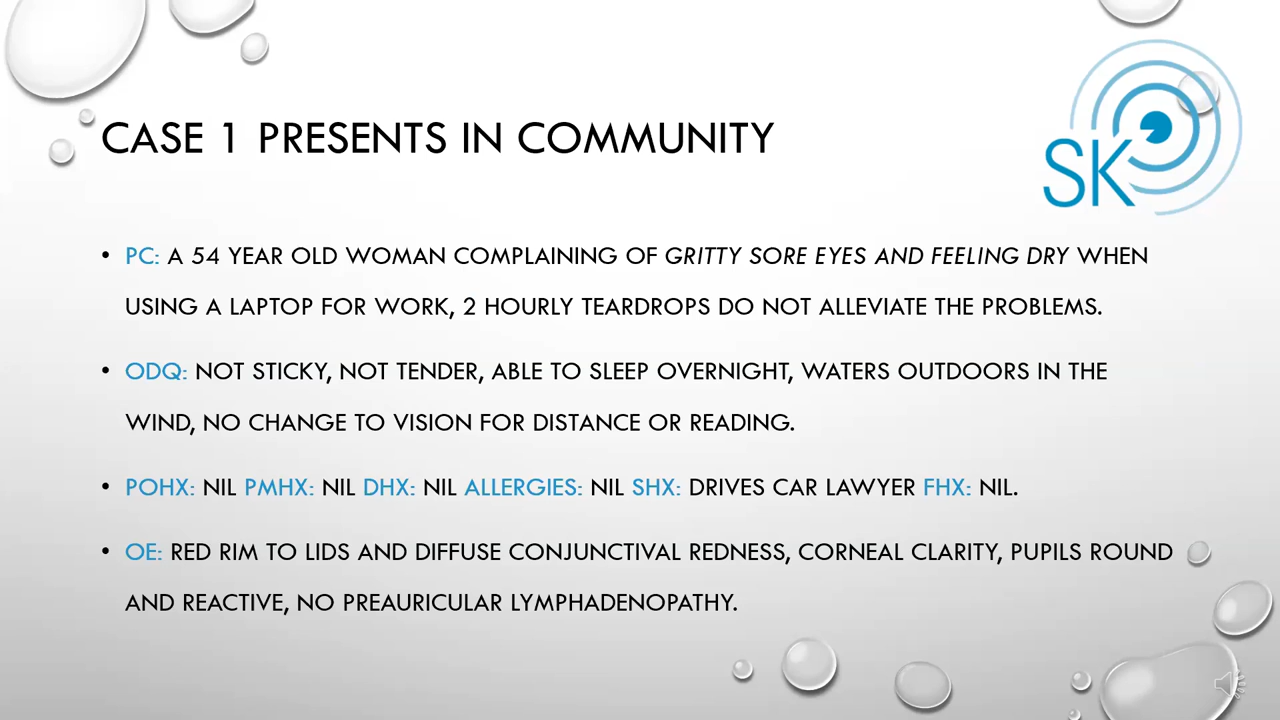 CASE 1 PRESENTS IN COMMUNITY
SK
• PC: A 54 YEAR OLD WOMAN COMPLAINING OF GRITTY SORE EYES AND FEELING DRY WHEN
USING A LAPTOP FOR WORK, 2 HOURLY TEARDROPS DO NOT ALLEVIATE THE PROBLEMS.
• ODQ: NOT STICKY, NOT TENDER, ABLE TO SLEEP OVERNIGHT, WATERS OUTDOORS IN THE
WIND, NO CHANGE TO VISION FOR DISTANCE OR READING.
• POHX: NIL PMHX: NIL DHX: NIL ALLERGIES: NIL SHX: DRIVES CAR LAWYER FHX: NIL.
• OE: RED RIM TO LIDS AND DIFFUSE CONJUNCTIVAL REDNESS, CORNEAL CLARITY, PUPILS ROUND
AND REACTIVE, NO PREAURICULAR LYMPHADENOPATHY.